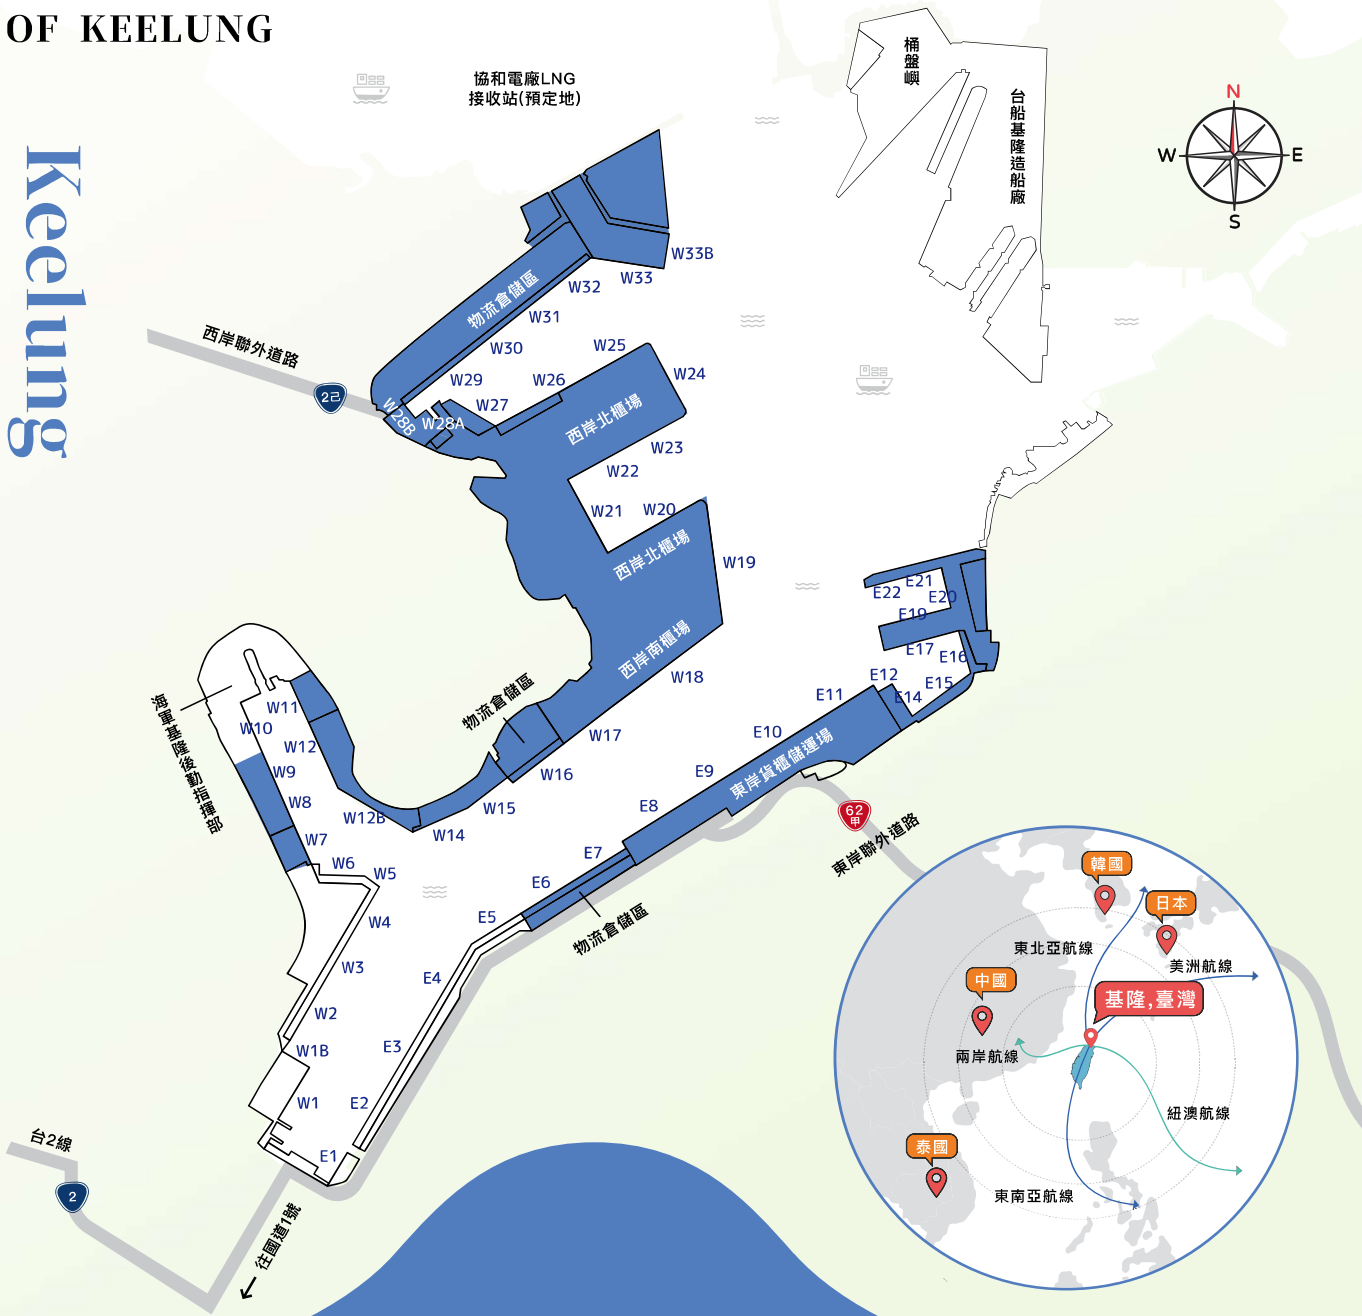 OF KEELUNG
Keelung
協和電廠LNG
接收站(預定地)
桶盤嶼
台船基隆造船廠
N
W
E
S
W33B
W33
W32
物流倉儲區
W31
W30
W29
W28B
W28A
W27
W26
W25
W24
西岸聯外道路
2己
西岸北櫃場
W23
W22
W21
W20
西岸北櫃場
W19
西岸南櫃場
W18
物流倉儲區
W17
W16
W15
W14
W12B
W12
W11
W10
W9
W8
W7
W6
W5
W4
W3
W2
W1B
W1
海軍基隆後勤指揮部
E22
E21
E20
E19
E17
E16
E15
E14
E12
E11
E10
E9
E8
E7
E6
E5
E4
E3
E2
E1
東岸貨櫃儲運場
物流倉儲區
62
甲
東岸聯外道路
台2線
2
往國道1號
韓國
日本
東北亞航線
美洲航線
中國
基隆,臺灣
兩岸航線
紐澳航線
泰國
東南亞航線